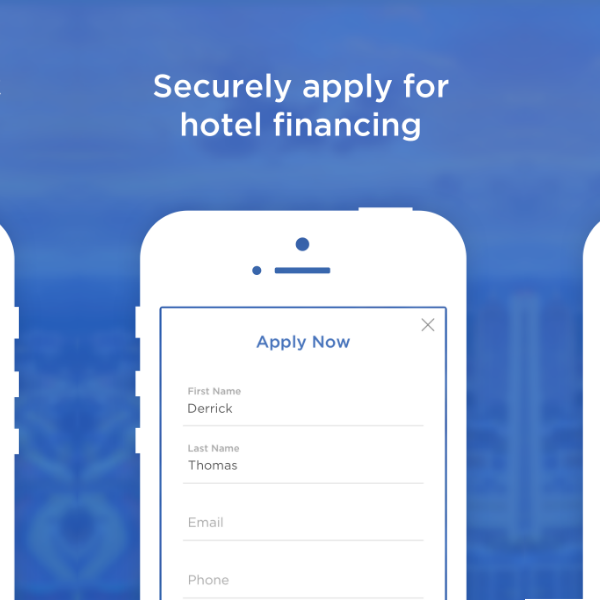 Securely apply for
hotel financing
Apply Now
First Name
Derrick
Last Name
Thomas
Email
Phone